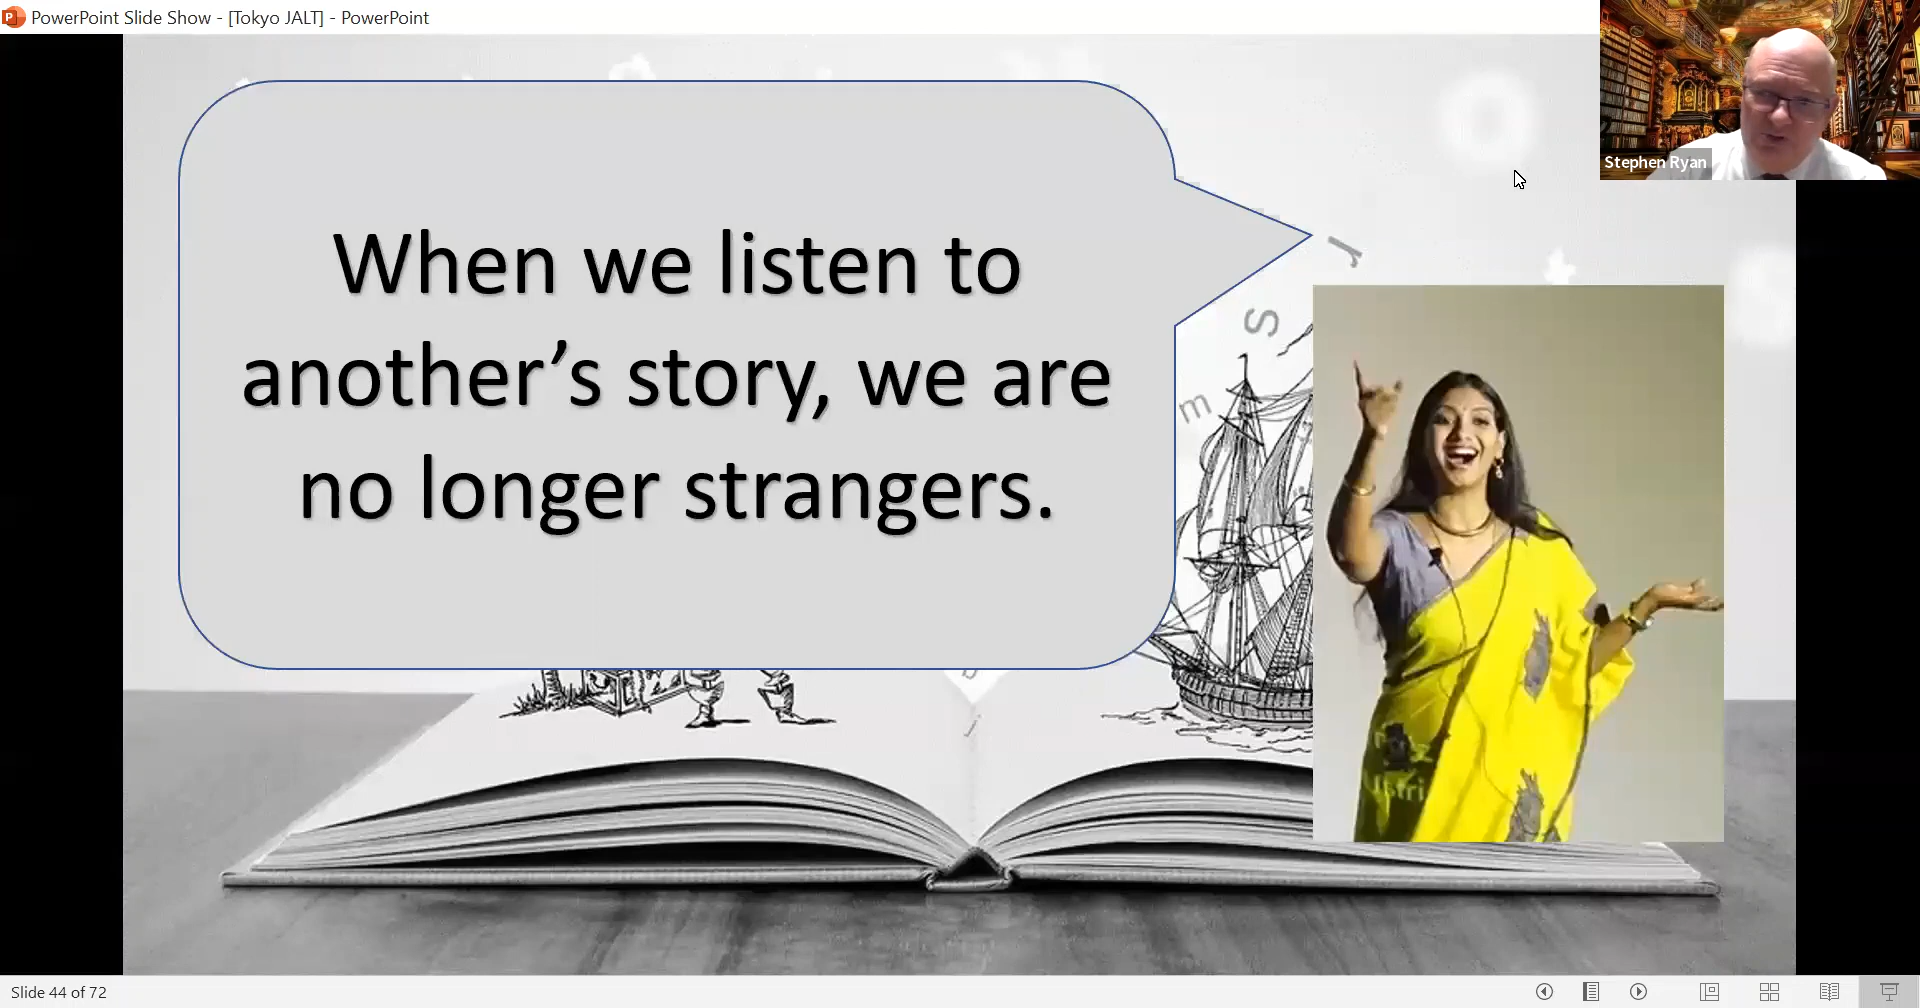 PowerPoint Slide Show - [Tokyo JALT] - PowerPoint
Stephen Ryan
When we listen to
another’s story, we are
no longer strangers.
r
S
m
Slide 44 of 72